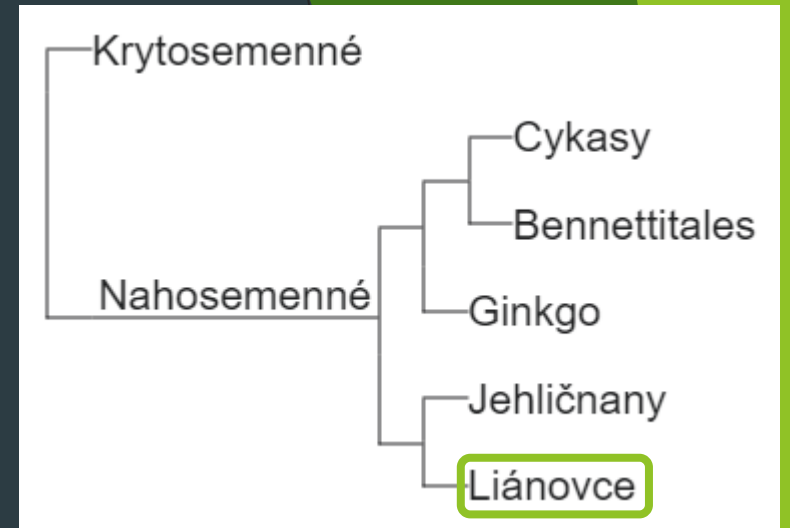 Krytosemenné
Cykasy
Bennettitales
Nahosemenné
Ginkgo
Jehličnany
Liánovce